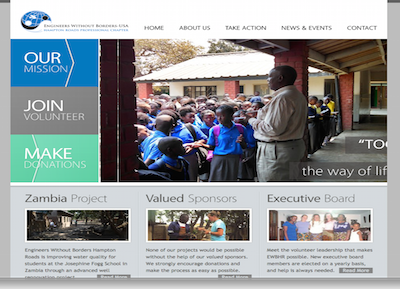 ENGINEERS WITHOUT BORDERS-USA
HAMPTON ROADS PROFESSIONAL CHAPTER
HOME ABOUT US TAKE ACTION NEWS & EVENTS CONTACT
OUR
MISSION
JOIN
VOLUNTEER
MAKE
DONATIONS
"TOO
the way of lif
Zambia Project
Valued Sponsors
Executive Board
Engineers Without Borders Hampton
Roads is improving water quality for
students at the Josephine Fogg School in
Zambia through an advanced well
renovation project.
Read More
None of our projects would be possible
without the help of our valued sponsors.
We strongly encourage donations and
make the process as easy as possible.
Read More
Meet the volunteer leadership that makes
EWBHR possible. New executive board
members are elected on a yearly basis,
and help is always needed.
Read More